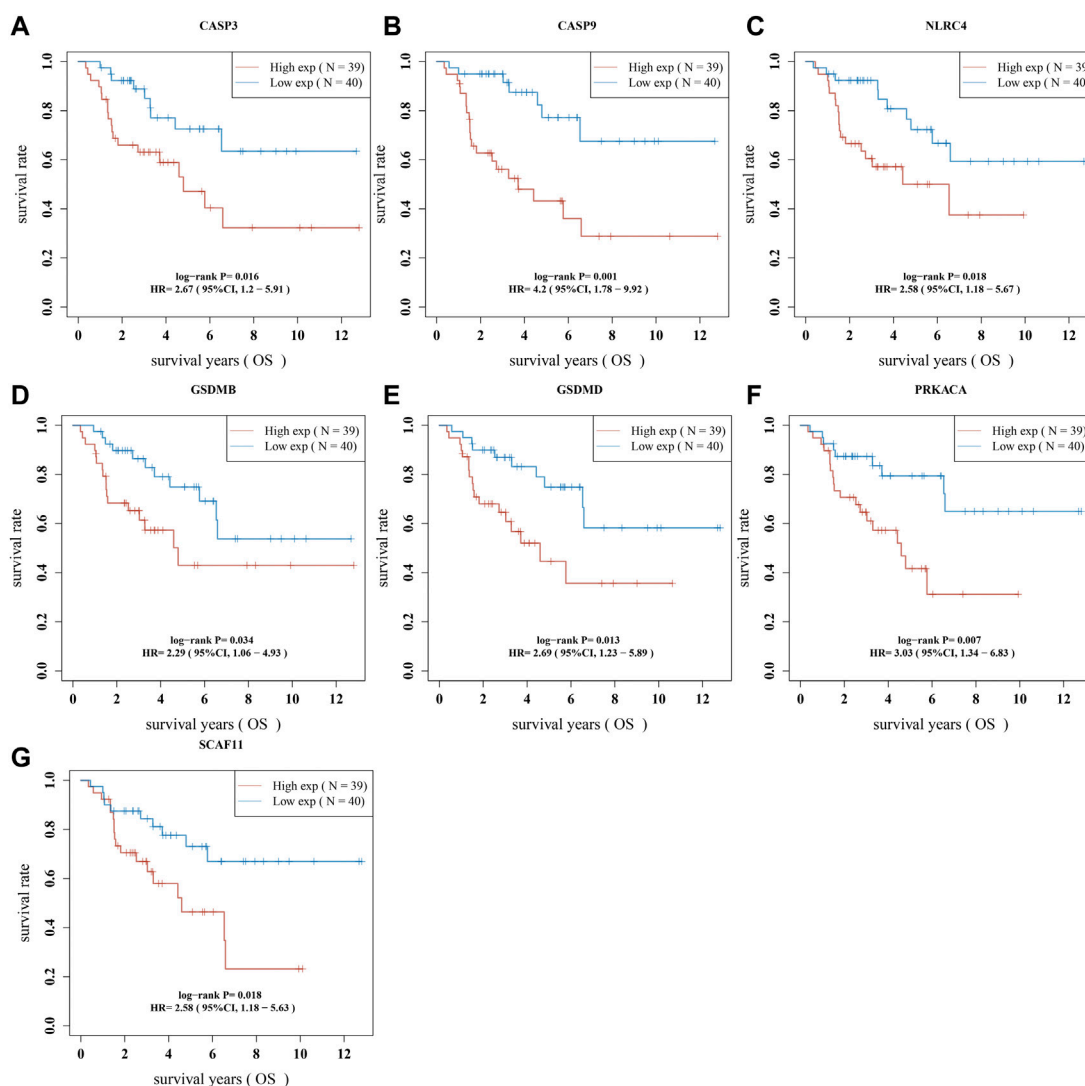 A
CASP3
1.0
0.8
0.6
0.4
0.2
0.0
survival rate
High exp ( N = 39)
Low exp ( N = 40)
log−rank P= 0.016
HR= 2.67 ( 95%CI, 1.2 − 5.91 )
0 2 4 6 8 10 12
survival years ( OS )
B
CASP9
1.0
0.8
0.6
0.4
0.2
0.0
survival rate
High exp ( N = 39)
Low exp ( N = 40)
log−rank P= 0.001
HR= 4.2 ( 95%CI, 1.78 − 9.92 )
0 2 4 6 8 10 12
survival years ( OS )
C
NLRC4
1.0
0.8
0.6
0.4
0.2
0.0
survival rate
High exp ( N = 39)
Low exp ( N = 40)
log−rank P= 0.018
HR= 2.58 ( 95%CI, 1.18 − 5.67 )
0 2 4 6 8 10 12
survival years ( OS )
D
GSDMB
1.0
0.8
0.6
0.4
0.2
0.0
survival rate
High exp ( N = 39)
Low exp ( N = 40)
log−rank P= 0.034
HR= 2.29 ( 95%CI, 1.06 − 4.93 )
0 2 4 6 8 10 12
survival years ( OS )
E
GSDMD
1.0
0.8
0.6
0.4
0.2
0.0
survival rate
High exp ( N = 39)
Low exp ( N = 40)
log−rank P= 0.013
HR= 2.69 ( 95%CI, 1.23 − 5.89 )
0 2 4 6 8 10 12
survival years ( OS )
F
PRKACA
1.0
0.8
0.6
0.4
0.2
0.0
survival rate
High exp ( N = 39)
Low exp ( N = 40)
log−rank P= 0.007
HR= 3.03 ( 95%CI, 1.34 − 6.83 )
0 2 4 6 8 10 12
survival years ( OS )
G
SCAF11
1.0
0.8
0.6
0.4
0.2
0.0
survival rate
High exp ( N = 39)
Low exp ( N = 40)
log−rank P= 0.018
HR= 2.58 ( 95%CI, 1.18 − 5.63 )
0 2 4 6 8 10 12
survival years ( OS )